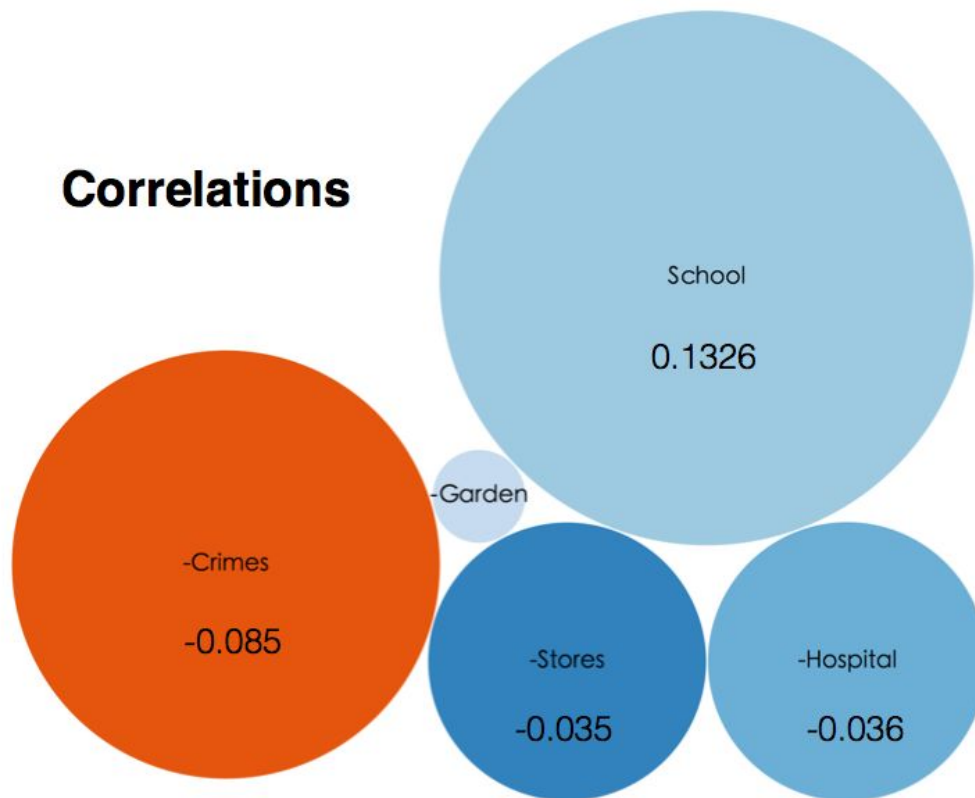 Correlations
School
0.1326
-Garden
-Crimes
-0.085
-Stores
-0.035
-Hospital
-0.036